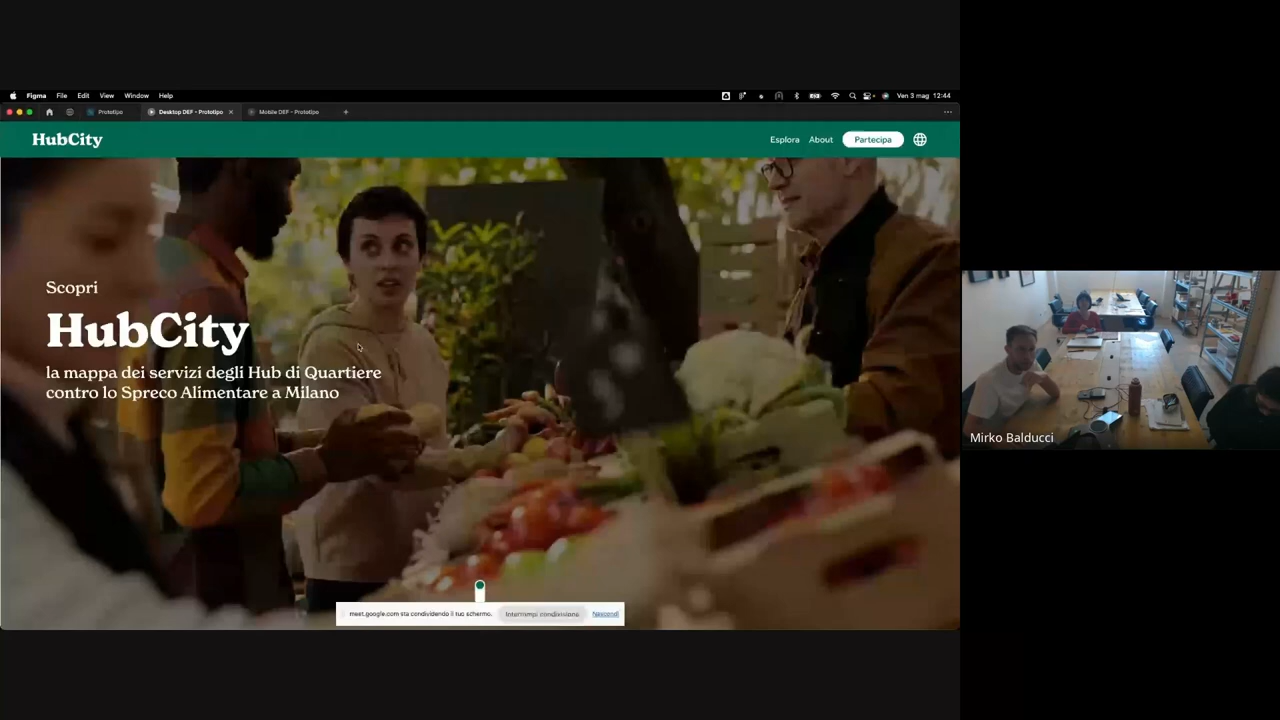 Figma File Edit View Window Help
Ven 3 mag 12:44
Prototipo
Desktop DEF - Prototipo
Mobile DEF - Prototipo
HubCity
Esplora
About
Partecipa
Scopri
HubCity
la mappa dei servizi degli Hub di Quartiere
contro lo Spreco Alimentare a Milano
meet.google.com sta condividendo il tuo schermo.
Interrompi condivisione
Nascondi
Mirko Balducci